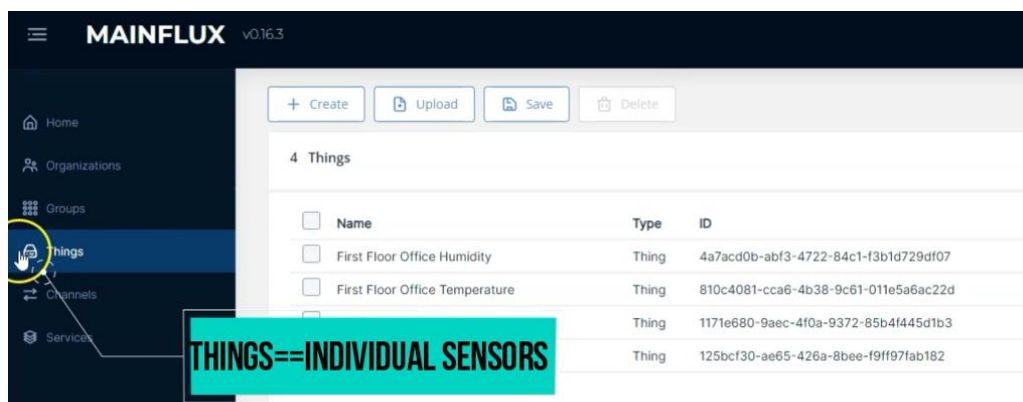 MAINFLUX v0.16.3
+ Create Upload Save Delete
Home
Organizations
Groups
Things
Channels
Services
4 Things
Name Type ID
First Floor Office Humidity Thing 4a7acd0b-abf3-4722-84c1-f3b1d729df07
First Floor Office Temperature Thing 810c4081-cca6-4b38-9c61-011e5a6ac22d
Thing 1171e680-9aec-4f0a-9372-85b4f445d1b3
Thing 125bcf30-ae65-426a-8bee-f9ff97fab182
THINGS==INDIVIDUAL SENSORS